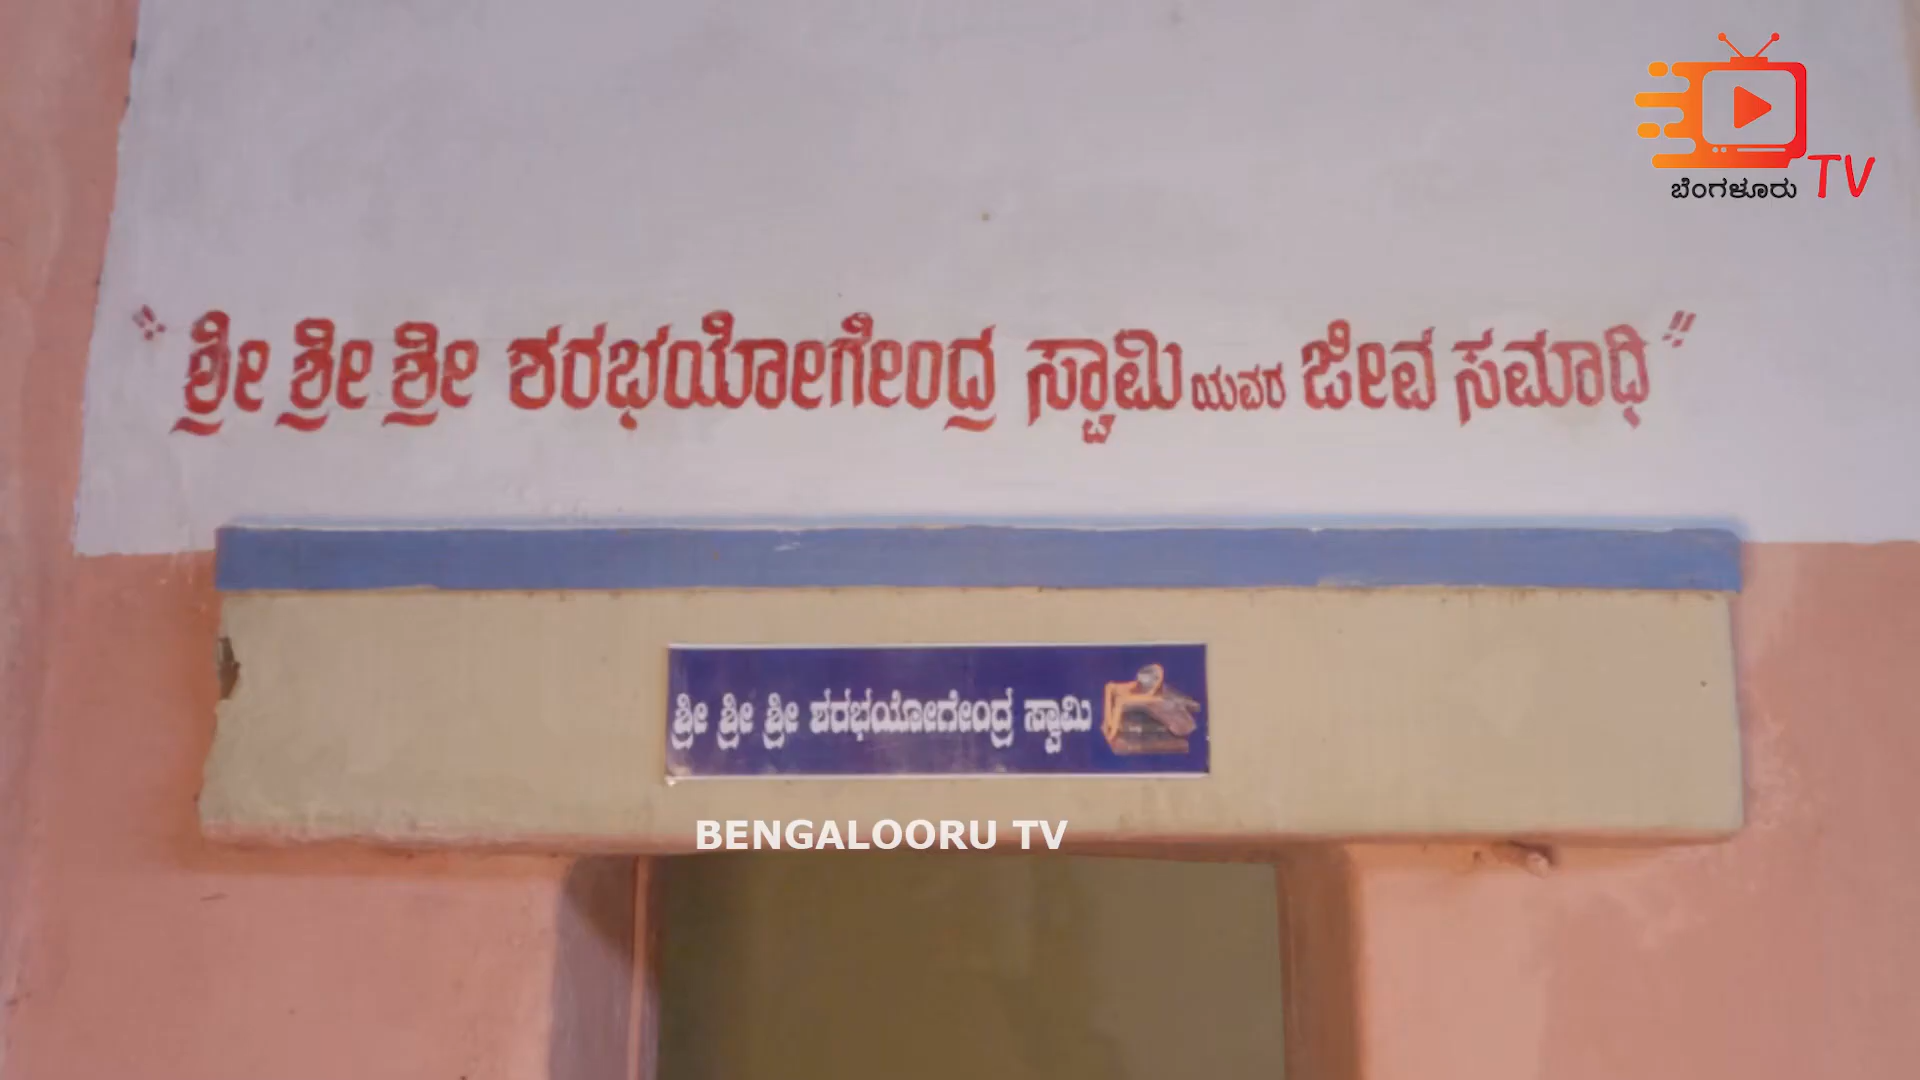 ಬೆಂಗಳೂರು TV
"ಶ್ರೀ ಶ್ರೀ ಶ್ರೀ ಶರಭಯೋಗೇಂದ್ರ ಸ್ವಾಮಿಯವರ ಜೀವ ಸಮಾಧಿ"
ಶ್ರೀ ಶ್ರೀ ಶ್ರೀ ಶರಭಯೋಗೇಂದ್ರ ಸ್ವಾಮಿ
BENGALOORU TV